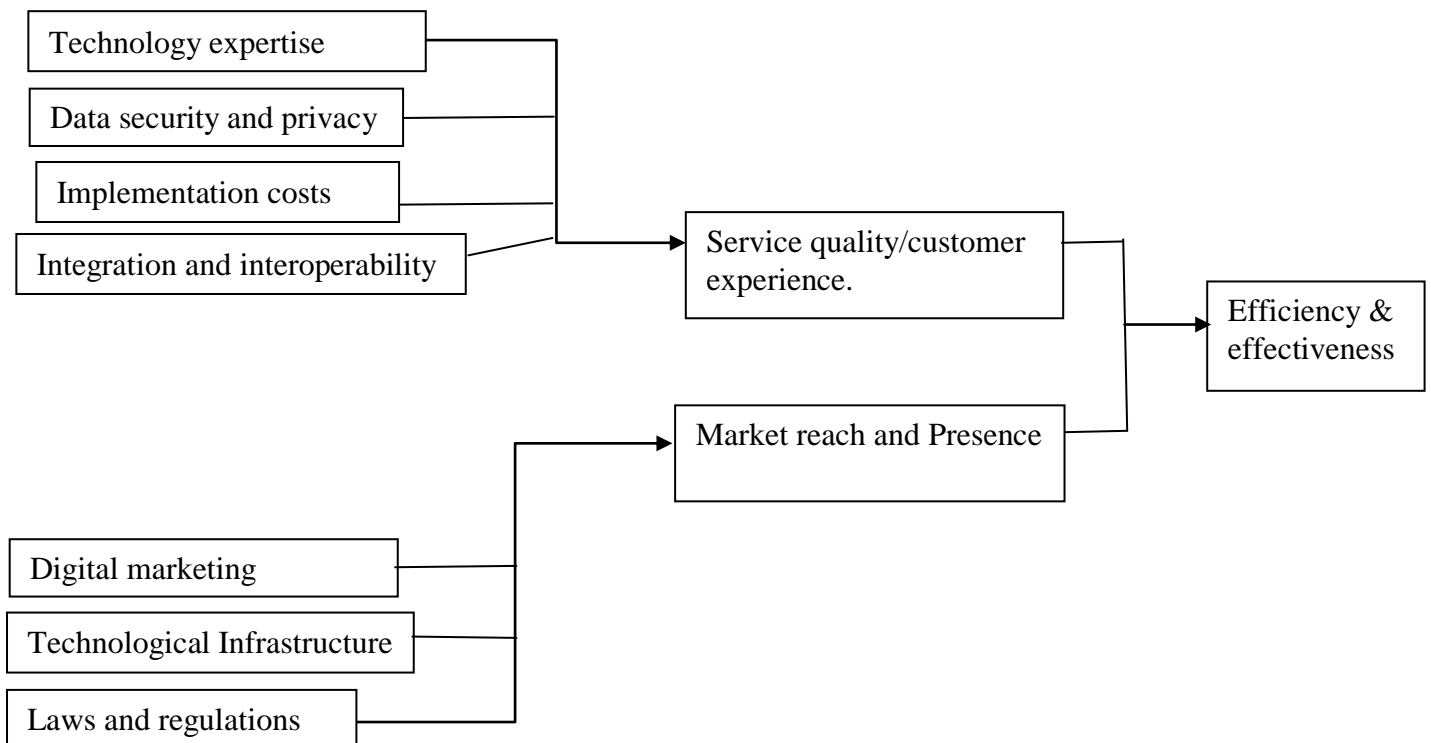 Technology expertise
Data security and privacy
Implementation costs
Integration and interoperability
Service quality/customer
experience.
Efficiency &
effectiveness
Market reach and Presence
Digital marketing
Technological Infrastructure
Laws and regulations